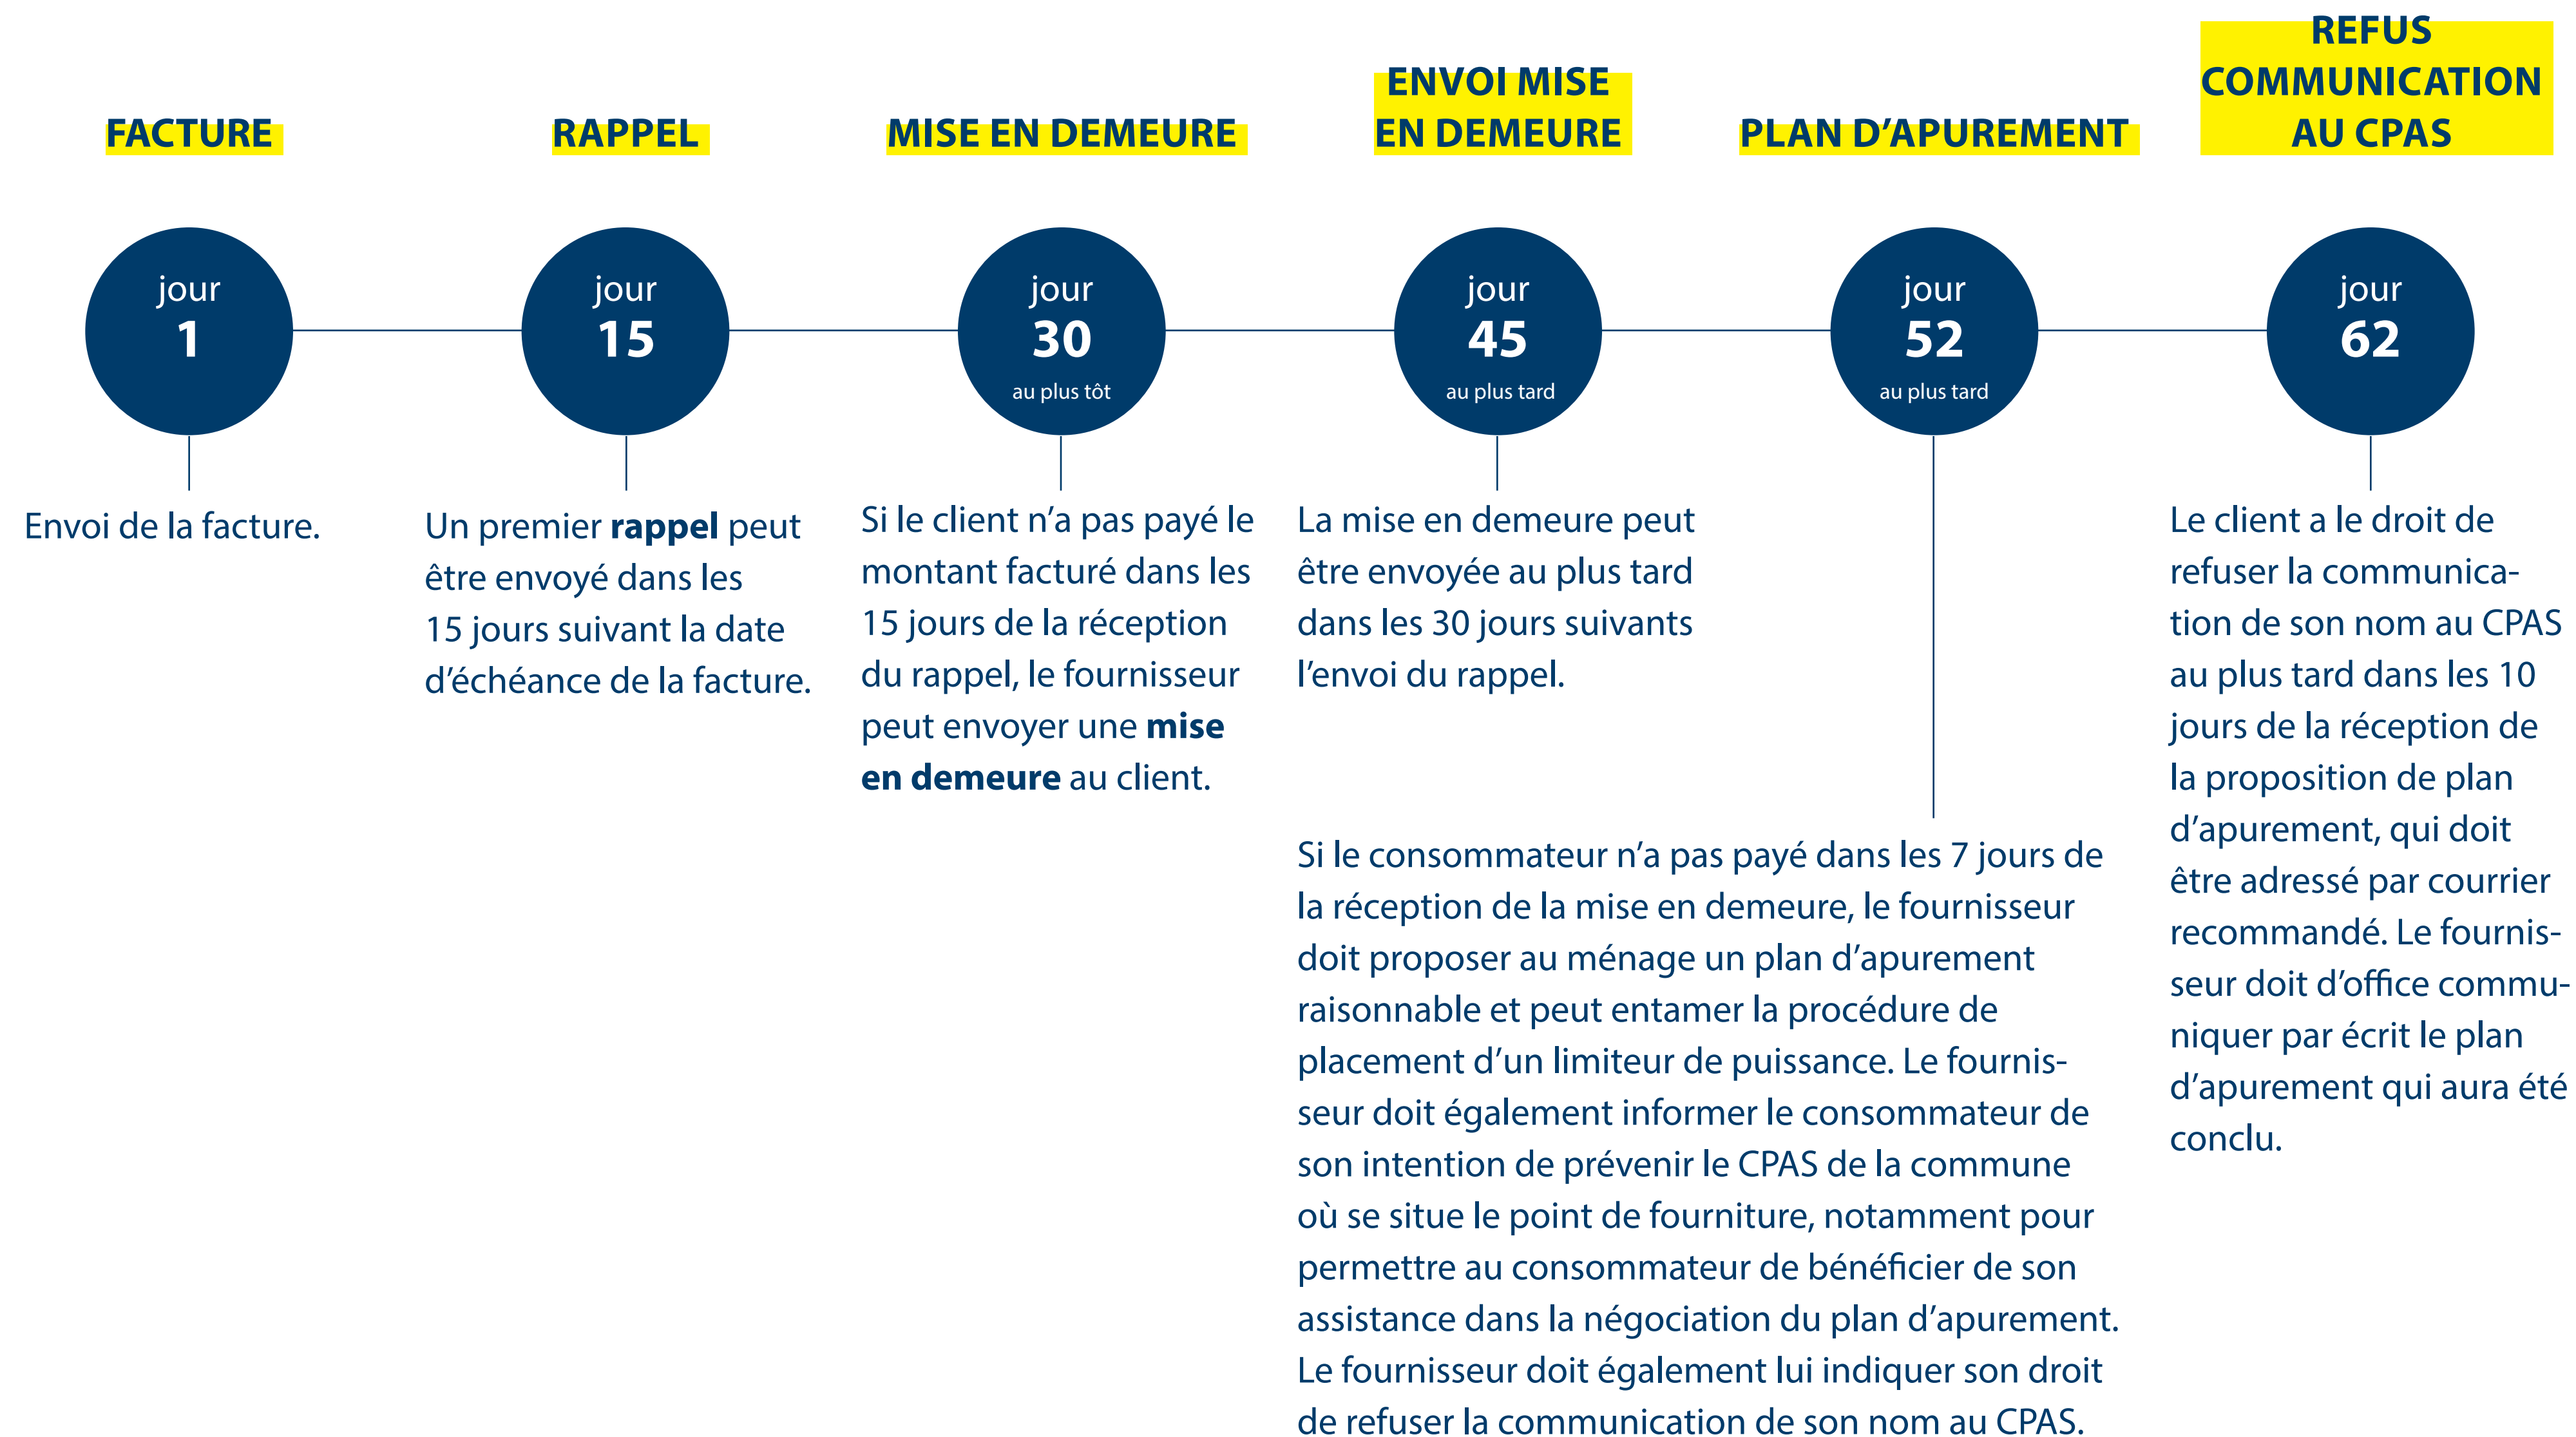 FACTURE
jour
1
Envoi de la facture.
RAPPEL
jour
15
Un premier rappel peut
être envoyé dans les
15 jours suivant la date
d’échéance de la facture.
MISE EN DEMEURE
jour
30
au plus tôt
Si le client n’a pas payé le
montant facturé dans les
15 jours de la réception
du rappel, le fournisseur
peut envoyer une mise
en demeure au client.
ENVOI MISE
EN DEMEURE
jour
45
au plus tard
La mise en demeure peut
être envoyée au plus tard
dans les 30 jours suivants
l’envoi du rappel.
PLAN D’APUREMENT
jour
52
au plus tard
Si le consommateur n’a pas payé dans les 7 jours de
la réception de la mise en demeure, le fournisseur
doit proposer au ménage un plan d’apurement
raisonnable et peut entamer la procédure de
placement d’un limiteur de puissance. Le fournis-
seur doit également informer le consommateur de
son intention de prévenir le CPAS de la commune
où se situe le point de fourniture, notamment pour
permettre au consommateur de bénéficier de son
assistance dans la négociation du plan d’apurement.
Le fournisseur doit également lui indiquer son droit
de refuser la communication de son nom au CPAS.
REFUS
COMMUNICATION
AU CPAS
jour
62
Le client a le droit de
refuser la communica-
tion de son nom au CPAS
au plus tard dans les 10
jours de la réception de
la proposition de plan
d’apurement, qui doit
être adressé par courrier
recommandé. Le fournis-
seur doit d’office commu-
niquer par écrit le plan
d’apurement qui aura été
conclu.